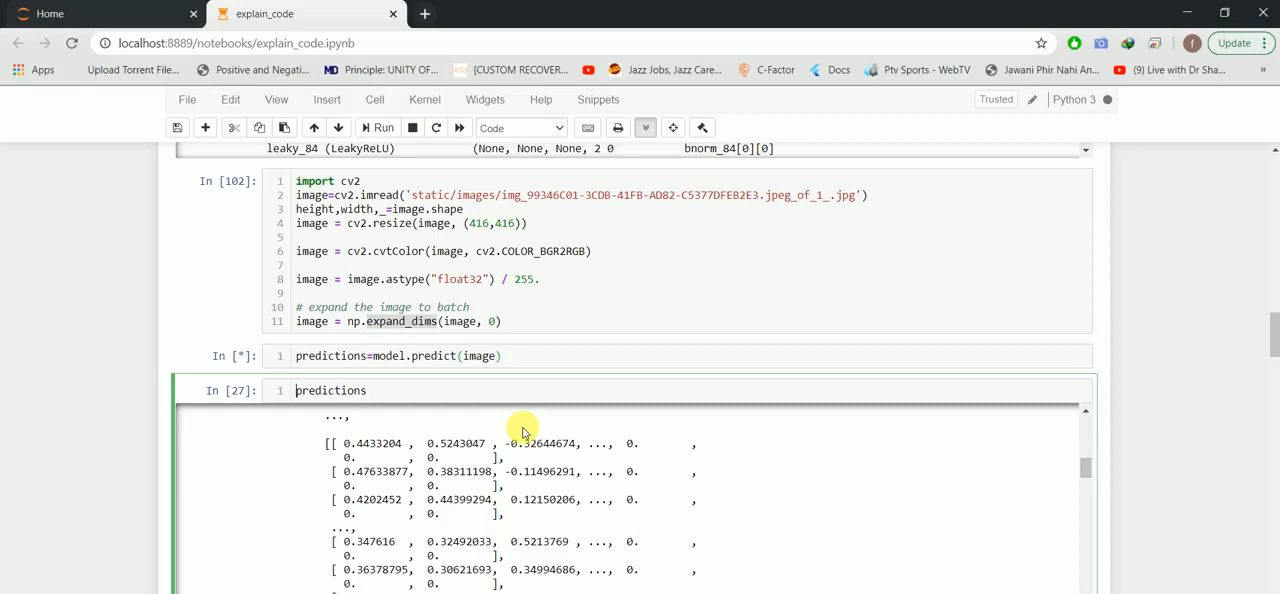 Home
explain_code
localhost:8889/notebooks/explain_code.ipynb
f
Update
Apps
Upload Torrent File...
Positive and Negati...
MD Principle: UNITY OF...
[CUSTOM RECOVER...
Jazz Jobs, Jazz Care...
C-Factor
Docs
Ptv Sports - WebTV
Jawani Phir Nahi An...
(9) Live with Dr Sha...
»
File Edit View Insert Cell Kernel Widgets Help Snippets
Trusted
Python 3
Run
Code
leaky_84 (LeakyReLU) (None, None, None, 2 0 bnorm_84[0][0]
In [102]:
1 import cv2
2 image=cv2.imread('static/images/img_99346C01-3CDB-41FB-AD82-C5377DFEB2E3.jpeg_of_1_.jpg')
3 height,width,_=image.shape
4 image = cv2.resize(image, (416,416))
5
6 image = cv2.cvtColor(image, cv2.COLOR_BGR2RGB)
7
8 image = image.astype("float32") / 255.
9
10 # expand the image to batch
11 image = np.expand_dims(image, 0)
In [*]: 1 predictions=model.predict(image)
In [27]: 1 predictions
...,
[[ 0.4433204 , 0.5243047 , -0.32644674, ..., 0. ,
0. , 0. ],
[ 0.47633877, 0.38311198, -0.11496291, ..., 0. ,
0. , 0. ],
[ 0.4202452 , 0.44399294, 0.12150206, ..., 0. ,
0. , 0. ],
...,
[ 0.347616 , 0.32492033, 0.5213769 , ..., 0. ,
0. , 0. ],
[ 0.36378795, 0.30621693, 0.34994686, ..., 0. ,
0. , 0. ],